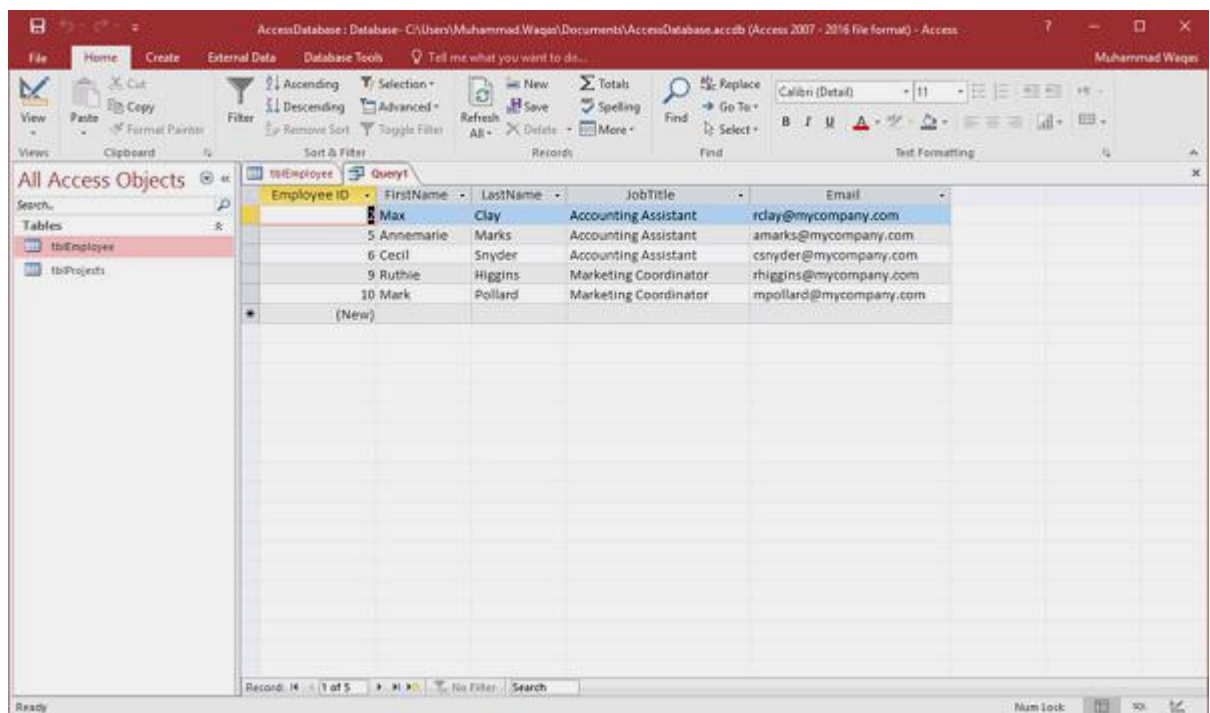 AccessDatabase : Database- C:\Users\Muhammad.Waqas\Documents\AccessDatabase.accdb (Access 2007 - 2016 file format) - Access
?
File Home Create External Data Database Tools Tell me what you want to do... Muhammad Waqas
View
Views
Paste
Cut
Copy
Format Painter
Clipboard
Filter
Ascending
Descending
Remove Sort
Selection
Advanced
Toggle Filter
Sort & Filter
Refresh
All
New
Save
Delete
Totals
Spelling
More
Records
Find
Replace
Go To
Select
Find
Calibri (Detail) 11
B I U A
Text Formatting
All Access Objects
Search..
Tables
tblEmployee
tblProjects
tblEmployee Query1
Employee ID FirstName LastName JobTitle Email
2 Max Clay Accounting Assistant rclay@mycompany.com
5 Annemarie Marks Accounting Assistant amarks@mycompany.com
6 Cecil Snyder Accounting Assistant csnyder@mycompany.com
9 Ruthie Higgins Marketing Coordinator rhiggins@mycompany.com
10 Mark Pollard Marketing Coordinator mpollard@mycompany.com
(New)
Record: 1 of 5 No Filter Search
Ready Num Lock SQL